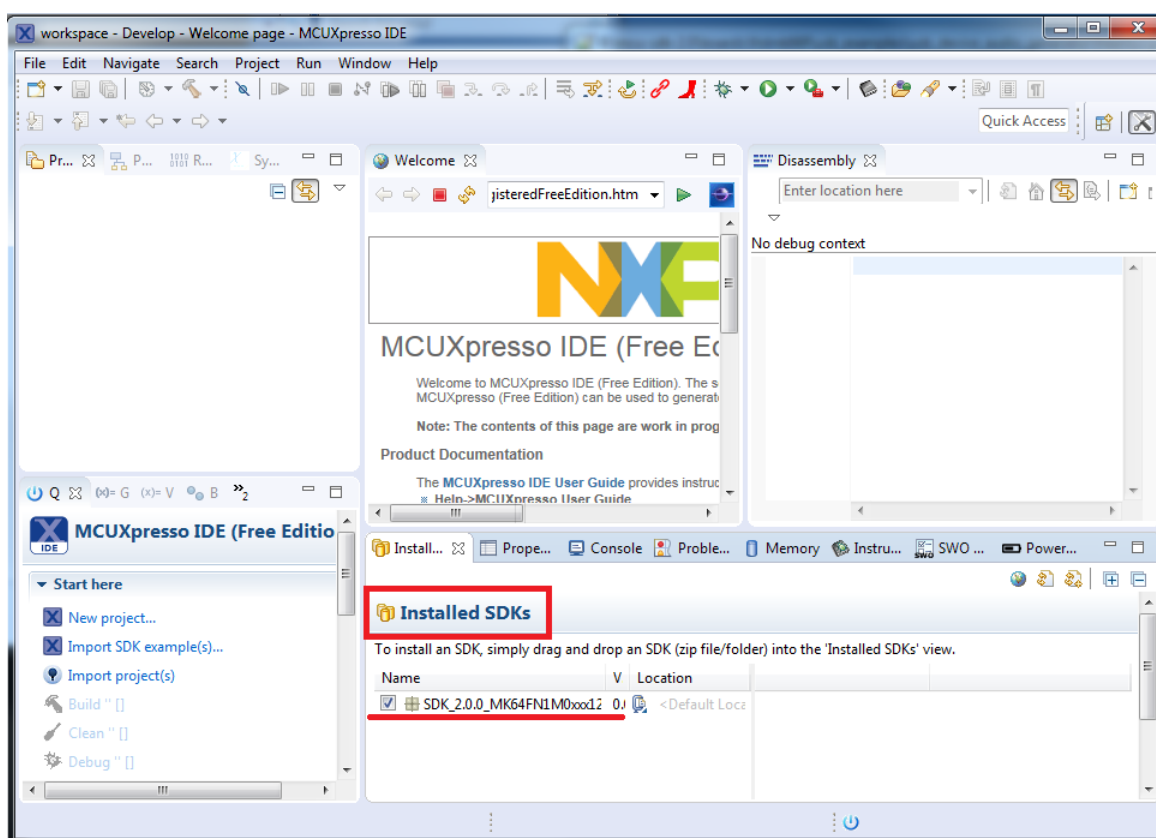 workspace - Develop - Welcome page - MCUXpresso IDE
File Edit Navigate Search Project Run Window Help
Quick Access
Pr... P... R... Sy...
Welcome
Disassembly
jisteredFreeEdition.htm
Enter location here
No debug context
NXP
MCUXpresso IDE (Free Ed
Welcome to MCUXpresso IDE (Free Edition). The s
MCUXpresso (Free Edition) can be used to generat
Note: The contents of this page are work in prog
Product Documentation
The MCUXpresso IDE User Guide provides instruc
Help->MCUXpresso User Guide
Q (x)= G (x)= V B »2
IDE
MCUXpresso IDE (Free Editio
Start here
New project...
Import SDK example(s)...
Import project(s)
Build '' []
Clean '' []
Debug '' []
Install... Prope... Console Proble... Memory Instru... SWO ... Power...
Installed SDKs
To install an SDK, simply drag and drop an SDK (zip file/folder) into the 'Installed SDKs' view.
Name V Location
SDK_2.0.0_MK64FN1M0xxx12 0.( <Default Loca